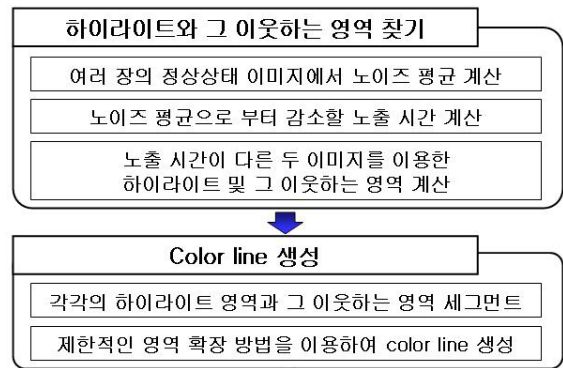 하이라이트와 그 이웃하는 영역 찾기
여러 장의 정상상태 이미지에서 노이즈 평균 계산
노이즈 평균으로 부터 감소할 노출 시간 계산
노출 시간이 다른 두 이미지를 이용한
하이라이트 및 그 이웃하는 영역 계산
Color line 생성
각각의 하이라이트 영역과 그 이웃하는 영역 세그먼트
제한적인 영역 확장 방법을 이용하여 color line 생성